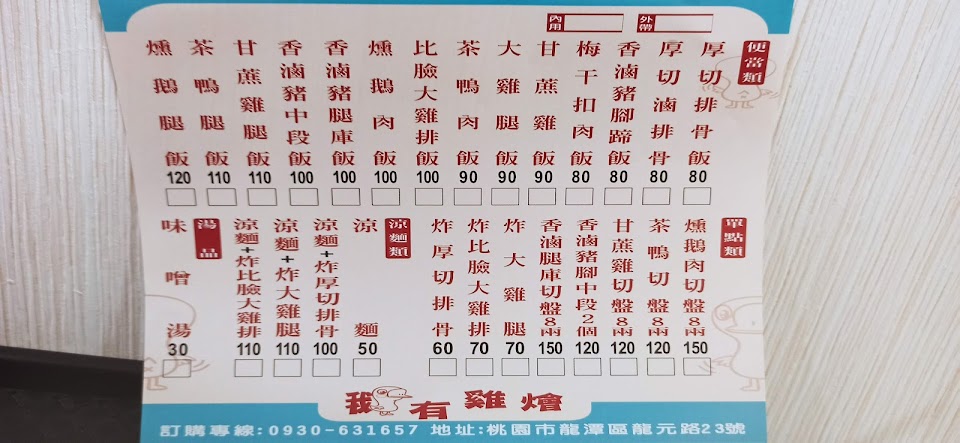 內用
外帶
便當類
厚切排骨飯 80
厚切滷排骨 80
香滷豬腳蹄飯 80
梅干扣肉飯 80
甘蔗雞飯 90
大雞腿飯 90
茶鴨肉飯 90
比臉大雞排飯 100
燻鵝肉飯 100
香滷豬腿庫飯 100
香滷豬中段飯 100
甘蔗雞腿飯 110
茶鴨腿飯 110
燻鵝腿飯 120
單點類
燻鵝肉切盤8兩 150
茶鴨切盤8兩 120
甘蔗雞切盤8兩 120
香滷豬腳中段2個 120
香滷腿庫切盤8兩 150
炸大雞腿 70
炸比臉大雞排 70
炸厚切排骨 60
涼麵類
涼麵 50
涼麵+炸厚切排骨 100
涼麵+炸大雞腿 110
涼麵+炸比臉大雞排 110
湯品
味噌湯 30
我有雞燴
訂購專線:0930-631657 地址:桃園市龍潭區龍元路23號